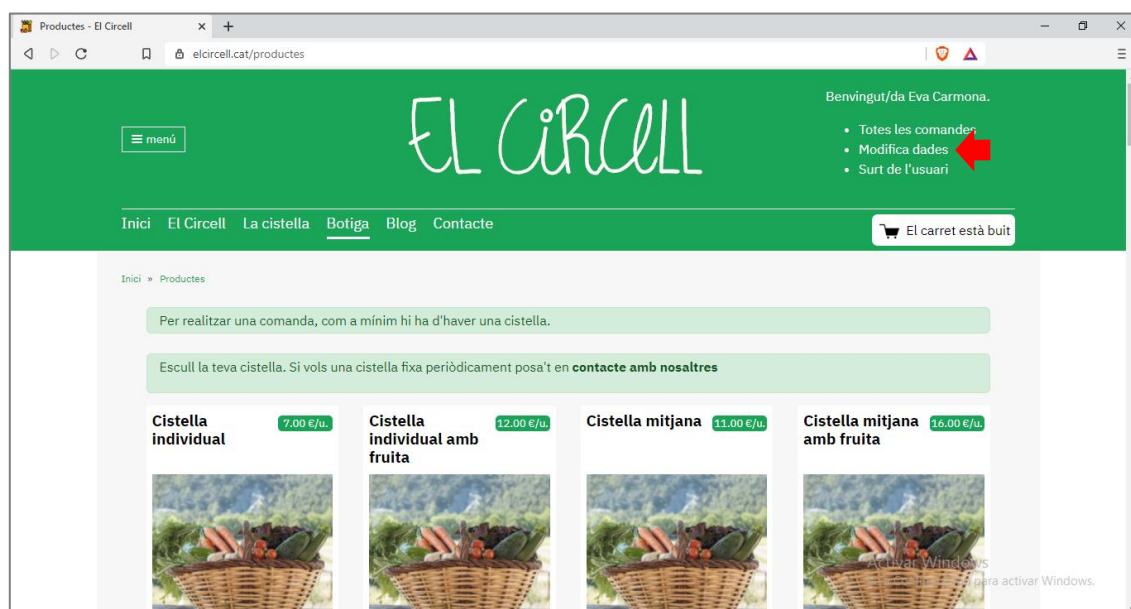 Productes - El Circell
elcircell.cat/productes
Benvingut/da Eva Carmona.
menú
EL CiRCELL
• Totes les comandes
• Modifica dades
• Surt de l'usuari
Inici El Circell La cistella Botiga Blog Contacte
El carret està buit
Inici » Productes
Per realitzar una comanda, com a mínim hi ha d'haver una cistella.
Escull la teva cistella. Si vols una cistella fixa periòdicament posa't en contacte amb nosaltres
Cistella individual 7.00 €/u.
Cistella individual amb fruita 12.00 €/u.
Cistella mitjana 11.00 €/u.
Cistella mitjana amb fruita 16.00 €/u.
Activar Windows
para activar Windows.